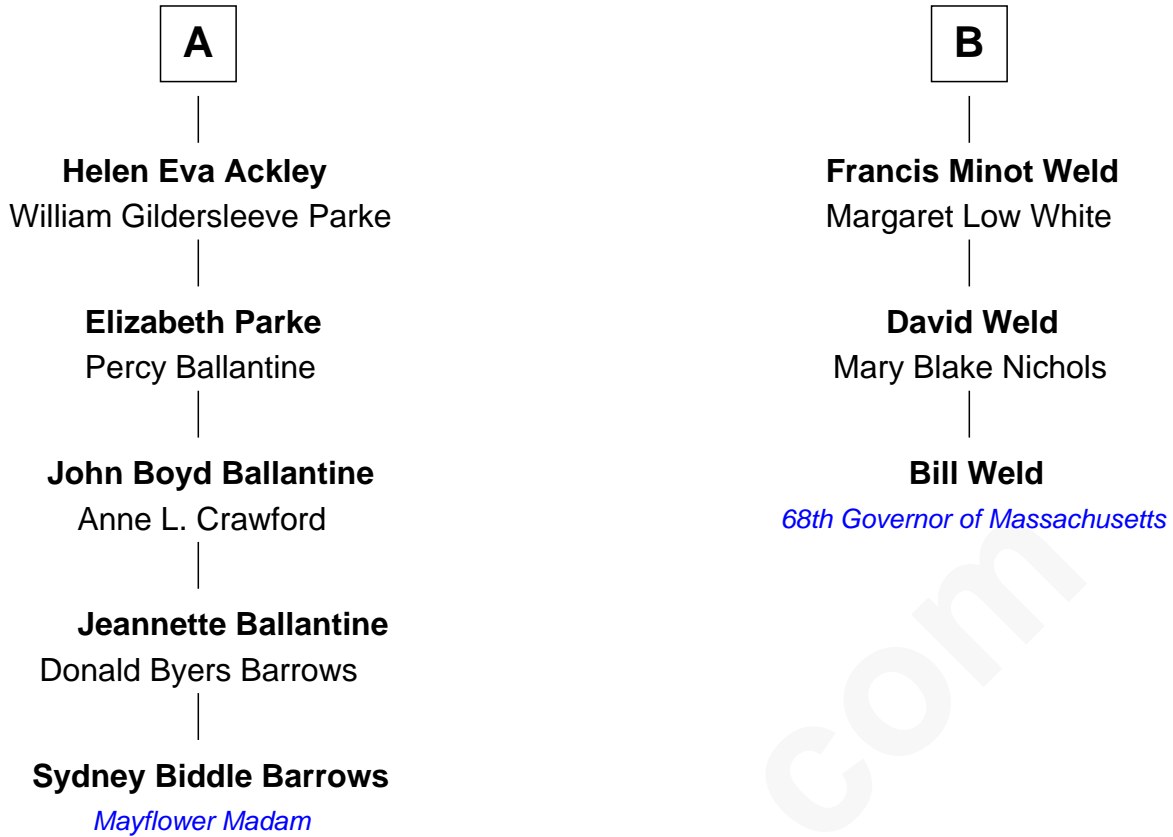 A
Helen Eva Ackley
William Gildersleeve Parke
Elizabeth Parke
Percy Ballantine
John Boyd Ballantine
Anne L. Crawford
Jeannette Ballantine
Donald Byers Barrows
Sydney Biddle Barrows
Mayflower Madam
B
Francis Minot Weld
Margaret Low White
David Weld
Mary Blake Nichols
Bill Weld
68th Governor of Massachusetts
com